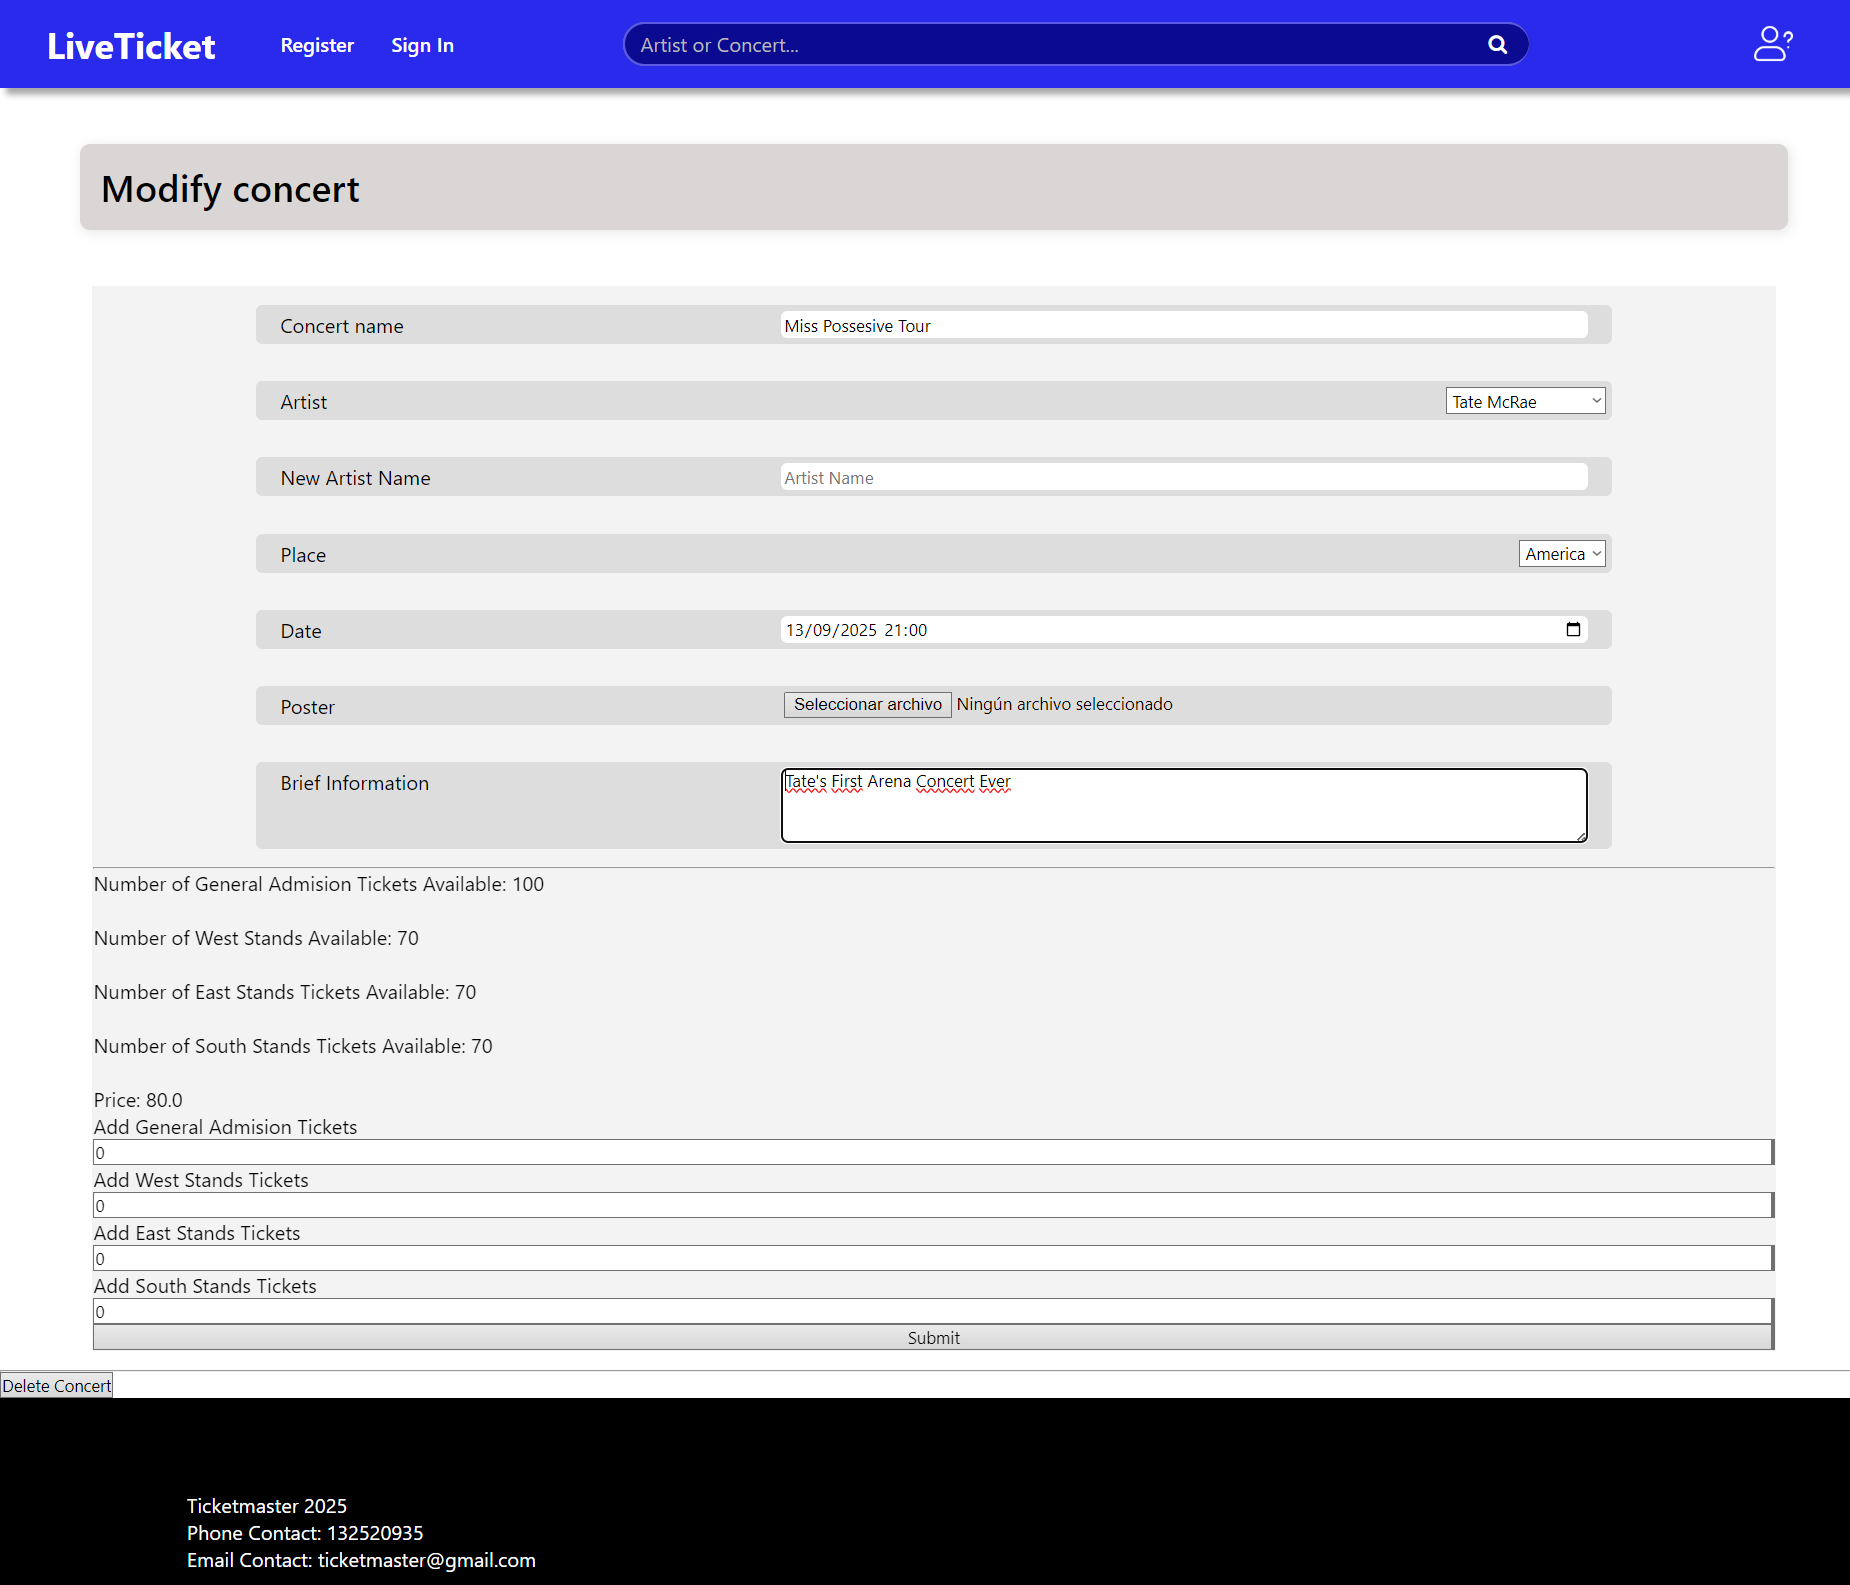 LiveTicket Register Sign In Artist or Concert... ?
Modify concert
Concert name Miss Possesive Tour
Artist Tate McRae
New Artist Name Artist Name
Place America
Date 13/09/2025 21:00
Poster Seleccionar archivo Ningún archivo seleccionado
Brief Information Tate's First Arena Concert Ever
Number of General Admision Tickets Available: 100
Number of West Stands Available: 70
Number of East Stands Tickets Available: 70
Number of South Stands Tickets Available: 70
Price: 80.0
Add General Admision Tickets
0
Add West Stands Tickets
0
Add East Stands Tickets
0
Add South Stands Tickets
0
Submit
Delete Concert
Ticketmaster 2025
Phone Contact: 132520935
Email Contact: ticketmaster@gmail.com